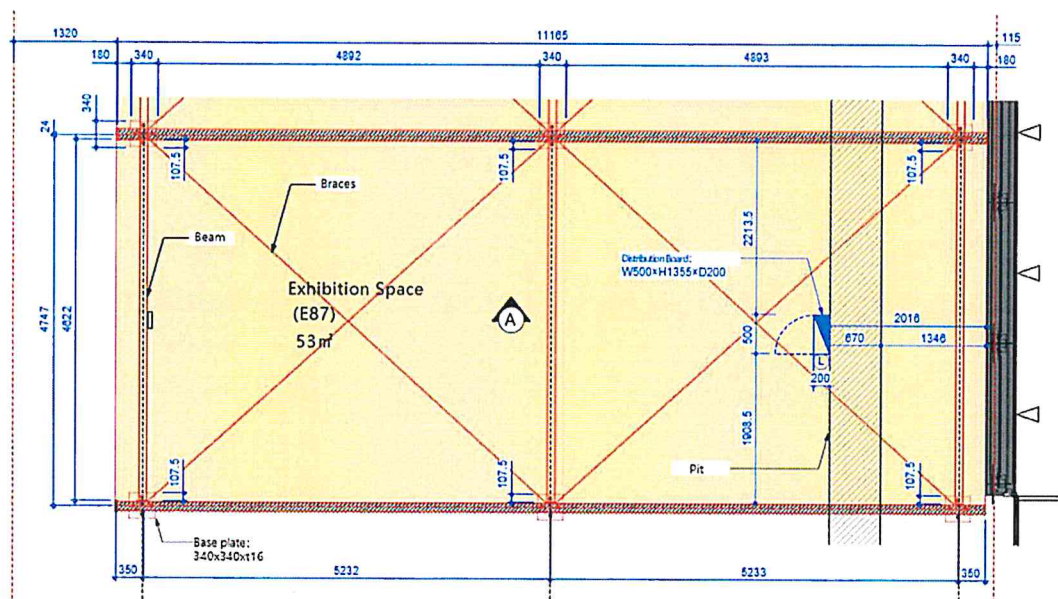 1320
11165
115
180
340
4892
340
4893
340
180
340
24
107.5
107.5
107.5
Braces
Beam
2213.5
Distribution Board:
W500×H1355×D200
Exhibition Space
(E87)
53㎡
A
4747
4622
2016
500
670
1346
L
200
1908.5
Pit
107.5
107.5
107.5
Base plate:
340x340xt16
350
5232
5233
350